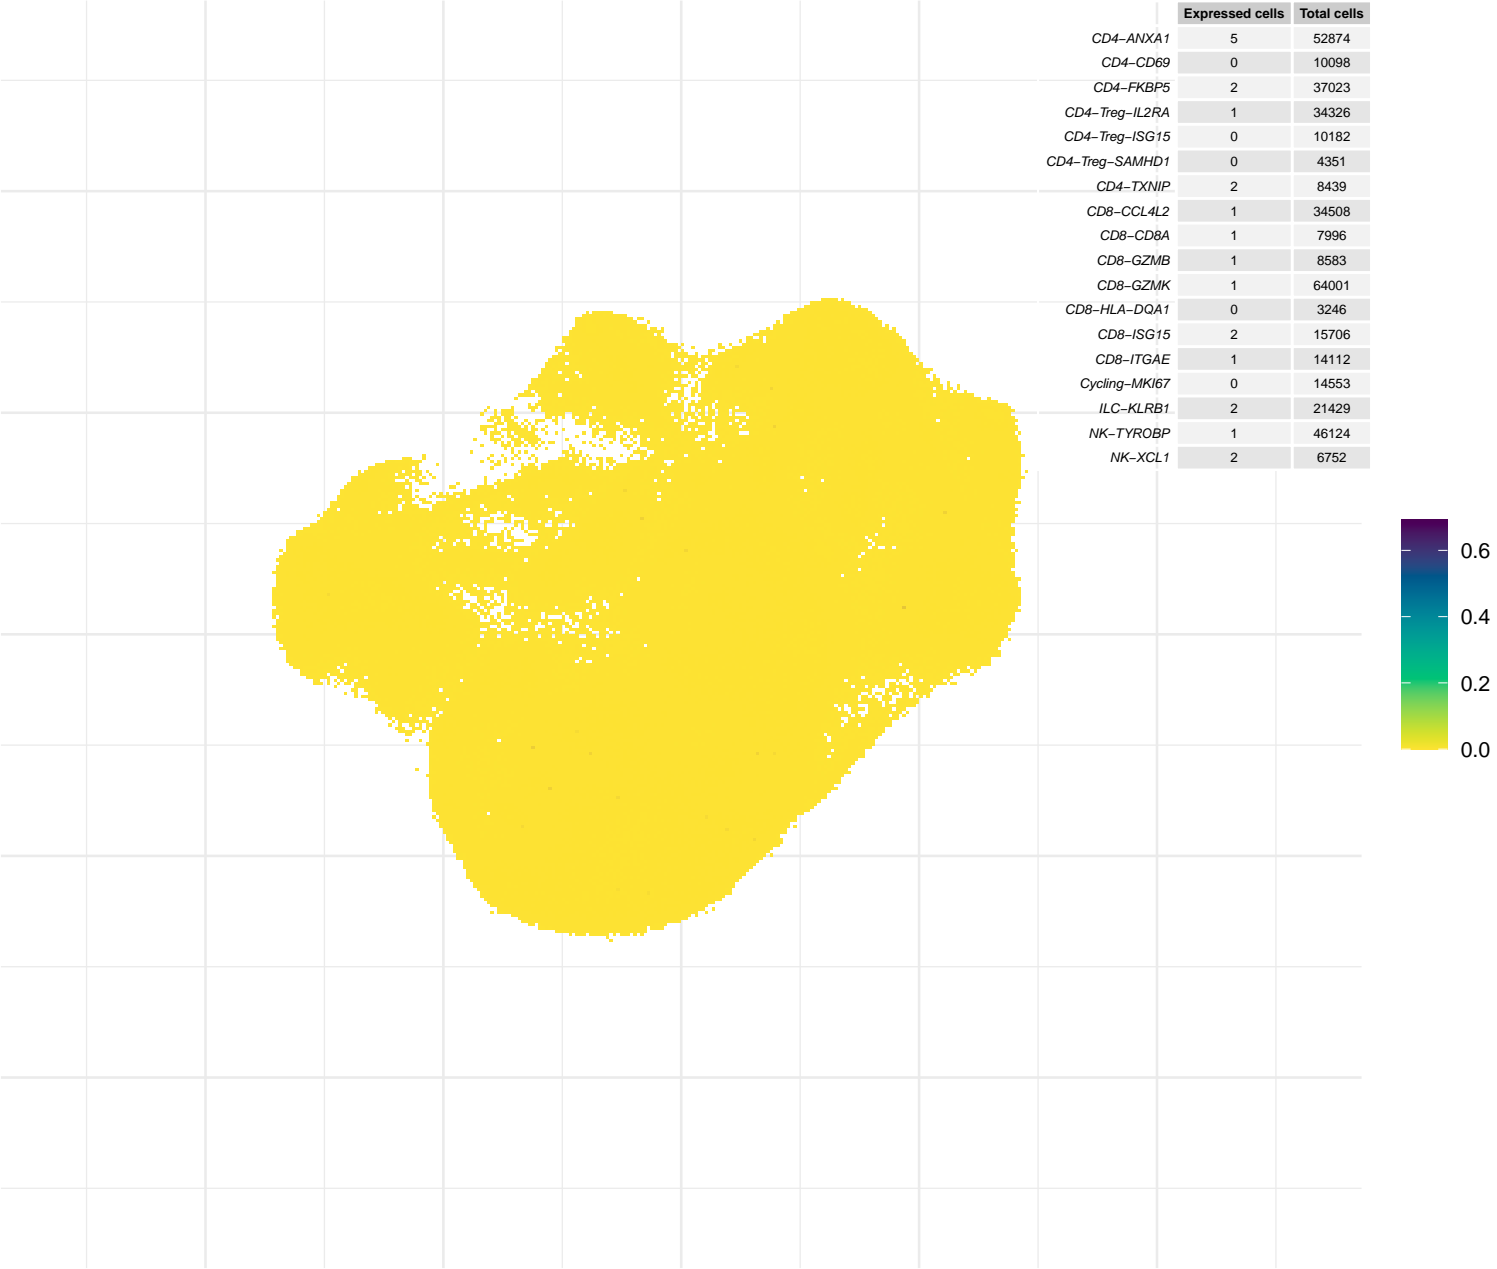 Expressed cells Total cells
CD4−ANXA1 5 52874
CD4−CD69 0 10098
CD4−FKBP5 2 37023
CD4−Treg−IL2RA 1 34326
CD4−Treg−ISG15 0 10182
CD4−Treg−SAMHD1 0 4351
CD4−TXNIP 2 8439
CD8−CCL4L2 1 34508
CD8−CD8A 1 7996
CD8−GZMB 1 8583
CD8−GZMK 1 64001
CD8−HLA−DQA1 0 3246
CD8−ISG15 2 15706
CD8−ITGAE 1 14112
Cycling−MKI67 0 14553
ILC−KLRB1 2 21429
NK−TYROBP 1 46124
NK−XCL1 2 6752
0.6
0.4
0.2
0.0